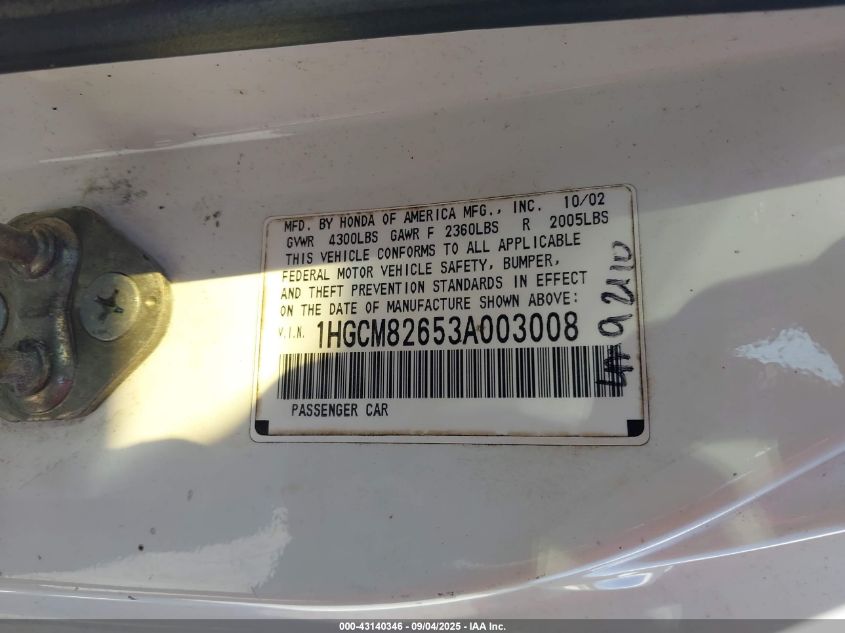 MFD. BY HONDA OF AMERICA MFG., INC. 10/02
GVWR 4300LBS GAWR F 2360LBS R 2005LBS
THIS VEHICLE CONFORMS TO ALL APPLICABLE
FEDERAL MOTOR VEHICLE SAFETY, BUMPER,
AND THEFT PREVENTION STANDARDS IN EFFECT
ON THE DATE OF MANUFACTURE SHOWN ABOVE:
V.I.N. 1HGCM82653A003008
PASSENGER CAR
000-43140346 - 09/04/2025 - IAA Inc.